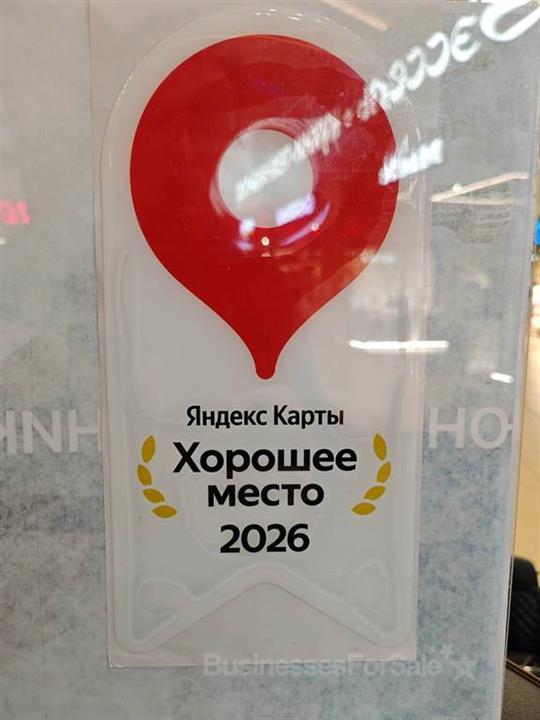 Яндекс Карты
Хорошее
место
2026
BusinessesForSale